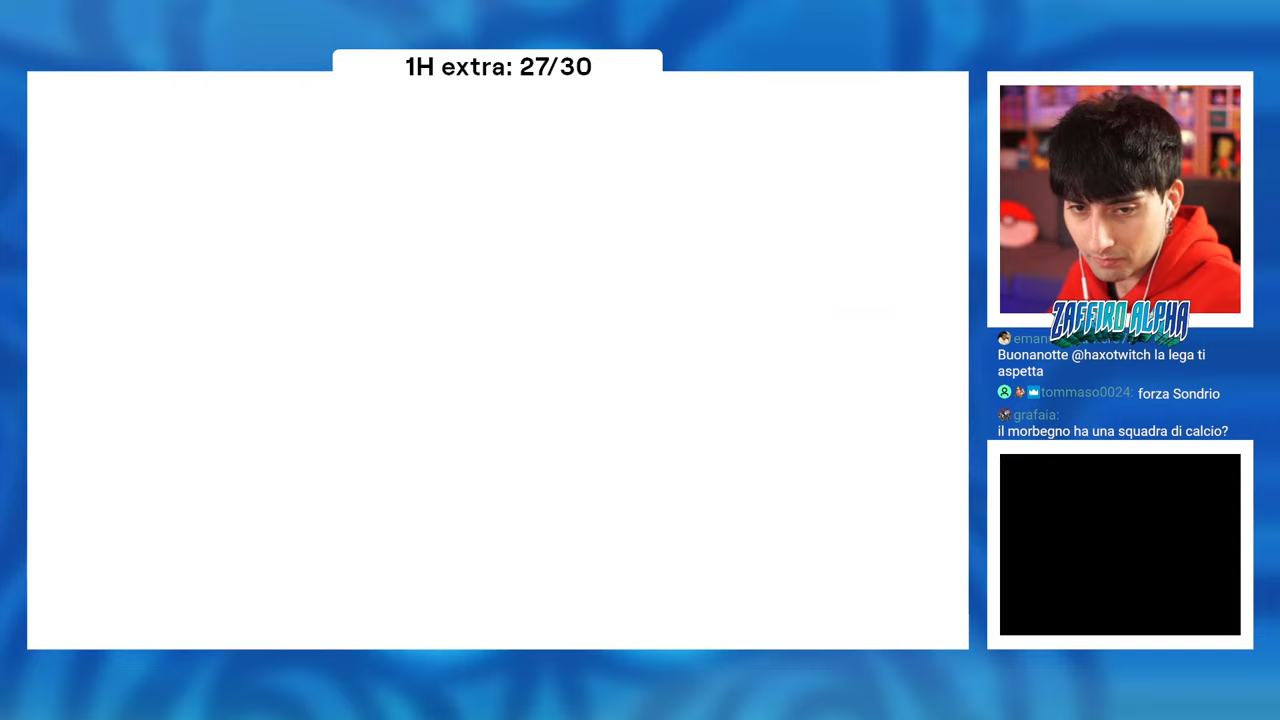 1H extra: 27/30
ZAFFIRO ALPHA
Buonanotte @haxotwitch la lega ti
aspetta
tommaso0024: forza Sondrio
grafaia:
il morbegno ha una squadra di calcio?